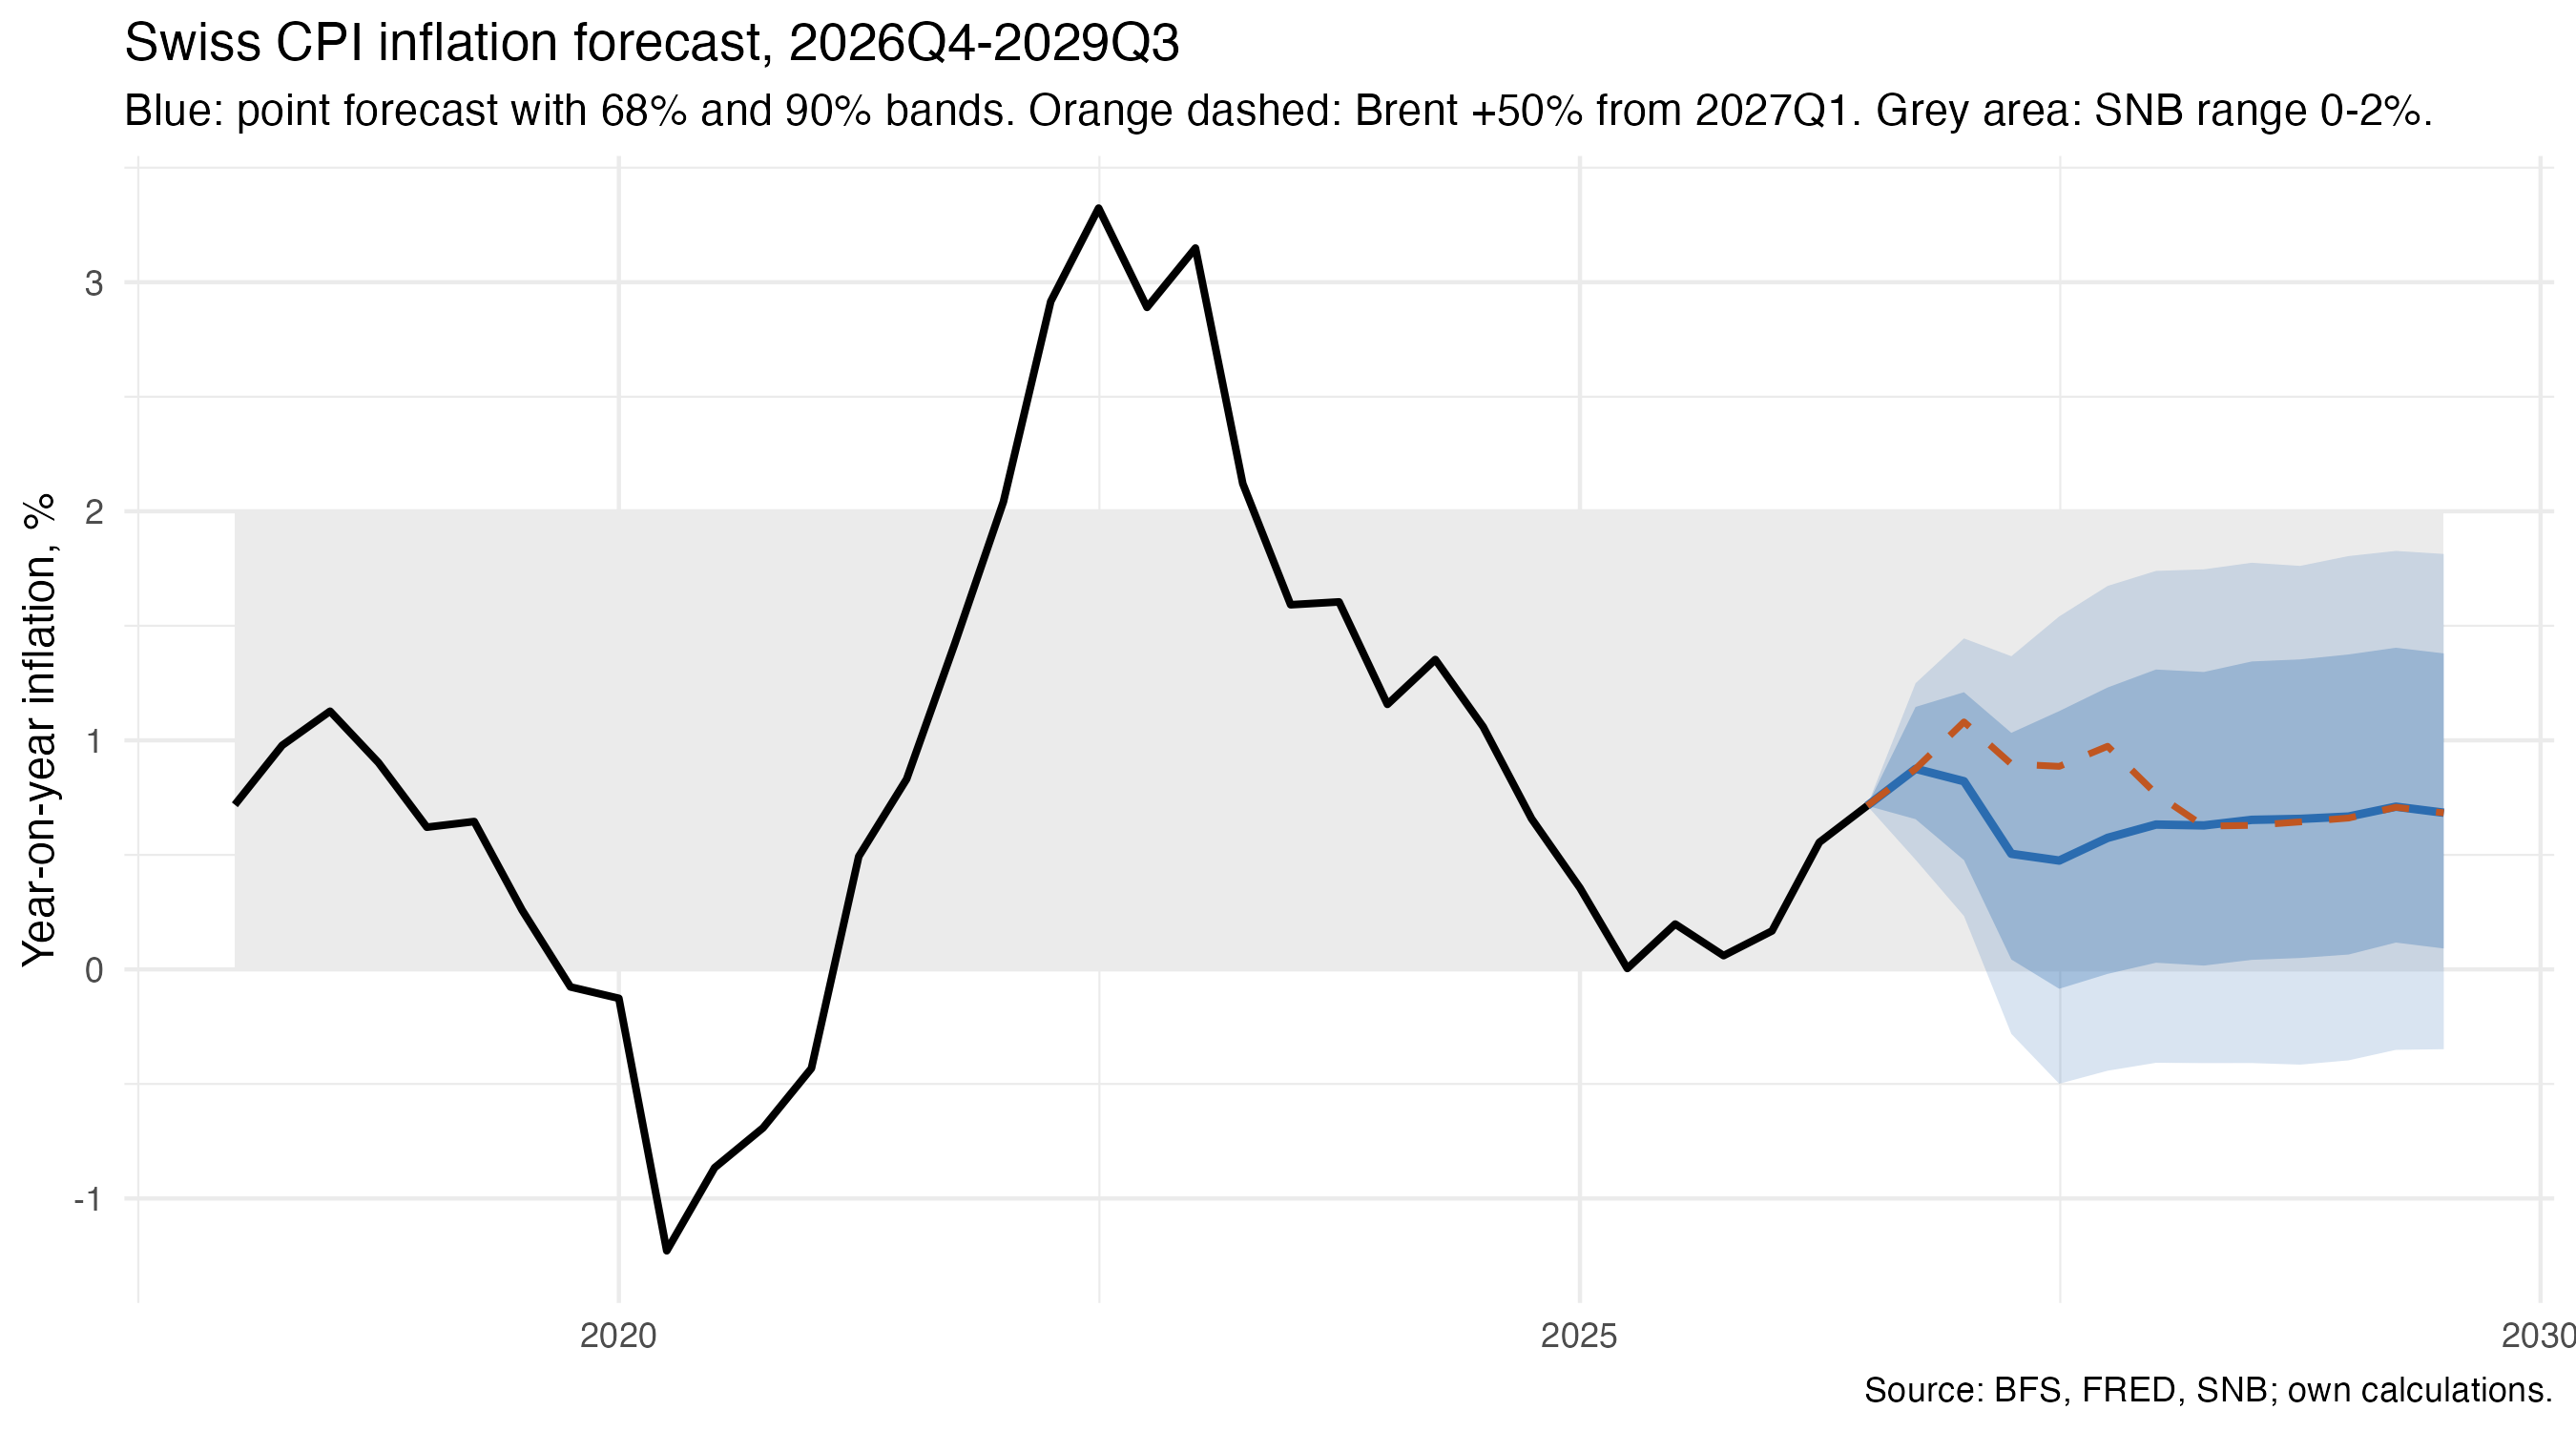 Swiss CPI inflation forecast, 2026Q4-2029Q3
Blue: point forecast with 68% and 90% bands. Orange dashed: Brent +50% from 2027Q1. Grey area: SNB range 0-2%.
Year-on-year inflation, %
3
2
1
0
-1
2020
2025
2030
Source: BFS, FRED, SNB; own calculations.